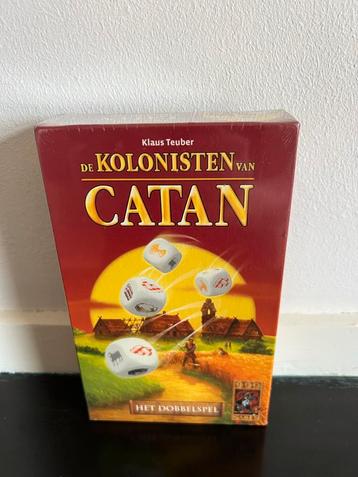 Klaus Teuber
DE KOLONISTEN VAN
CATAN
HET DOBBELSPEL